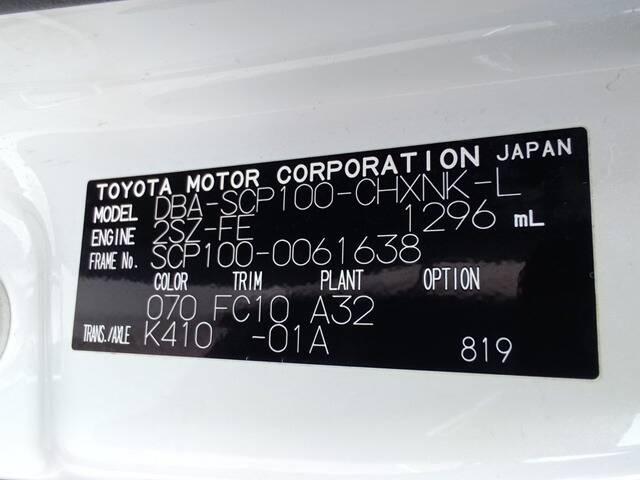 TOYOTA MOTOR CORPORATION JAPAN
MODEL DBA-SCP100-CHXNK-L
ENGINE 2SZ-FE 1296 mL
FRAME No. SCP100-0061638
COLOR TRIM PLANT OPTION
070 FC10 A32
TRANS./AXLE K410 -01A 819